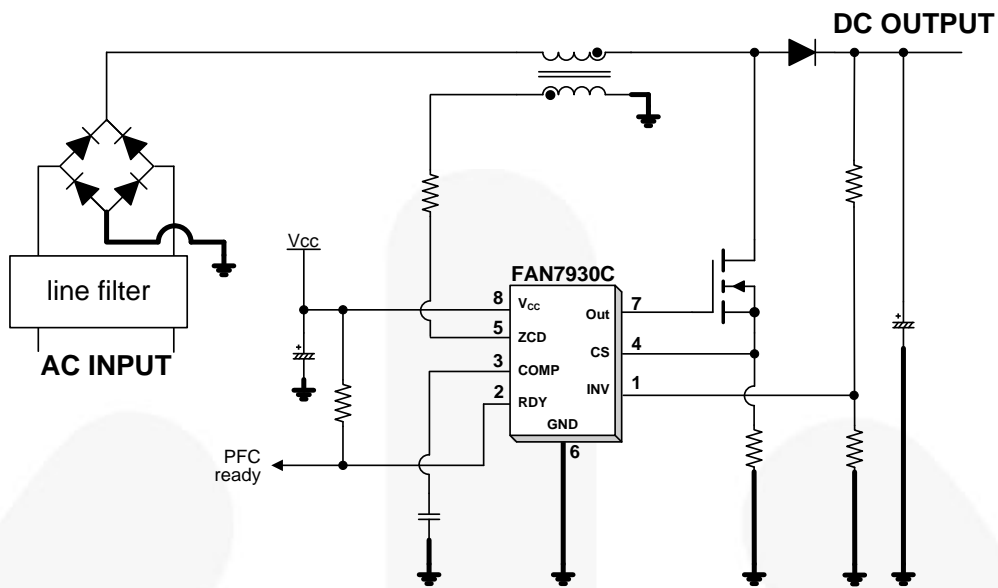 DC OUTPUT
line filter
AC INPUT
Vcc
FAN7930C
8
VCC
5
ZCD
3
COMP
2
RDY
GND
6
Out
7
CS
4
INV
1
PFC
ready
+
+